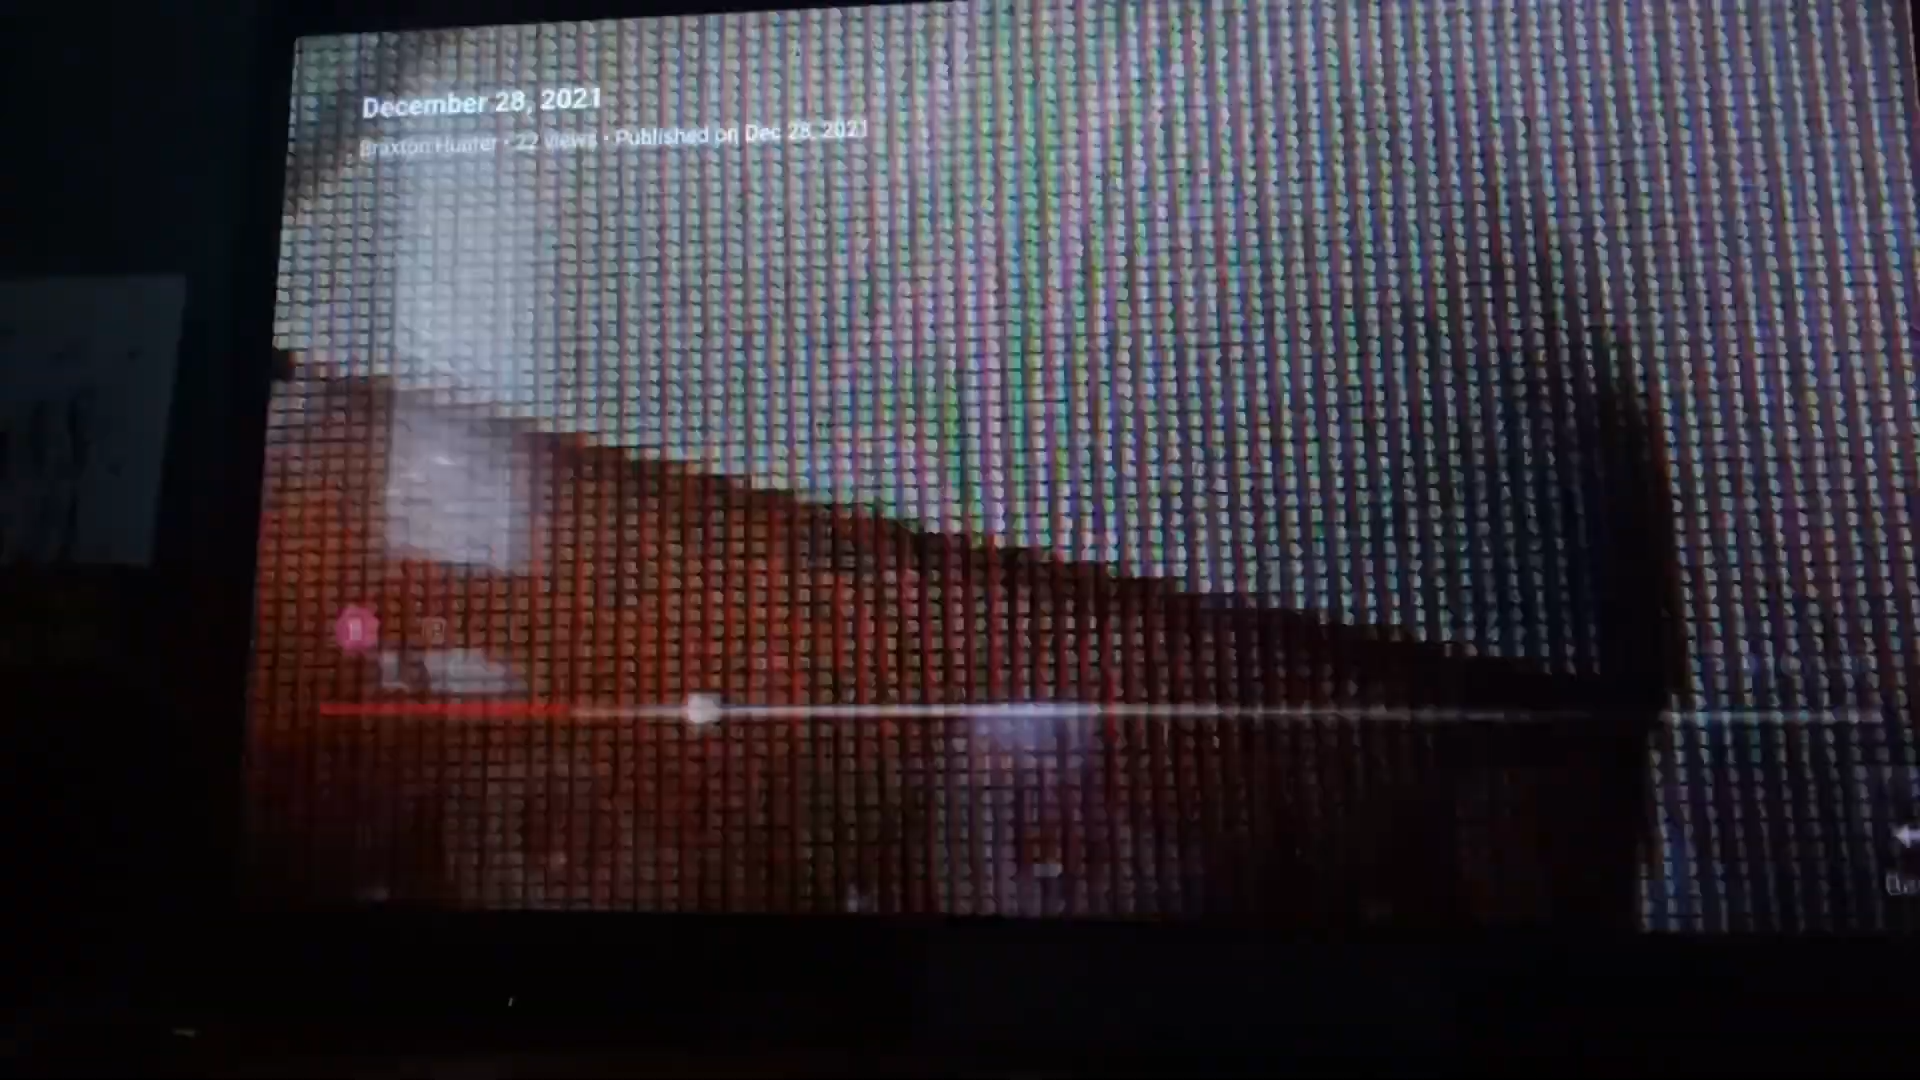 December 28, 2021
Braxton Hunter • 22 views • Published on Dec 28, 2021